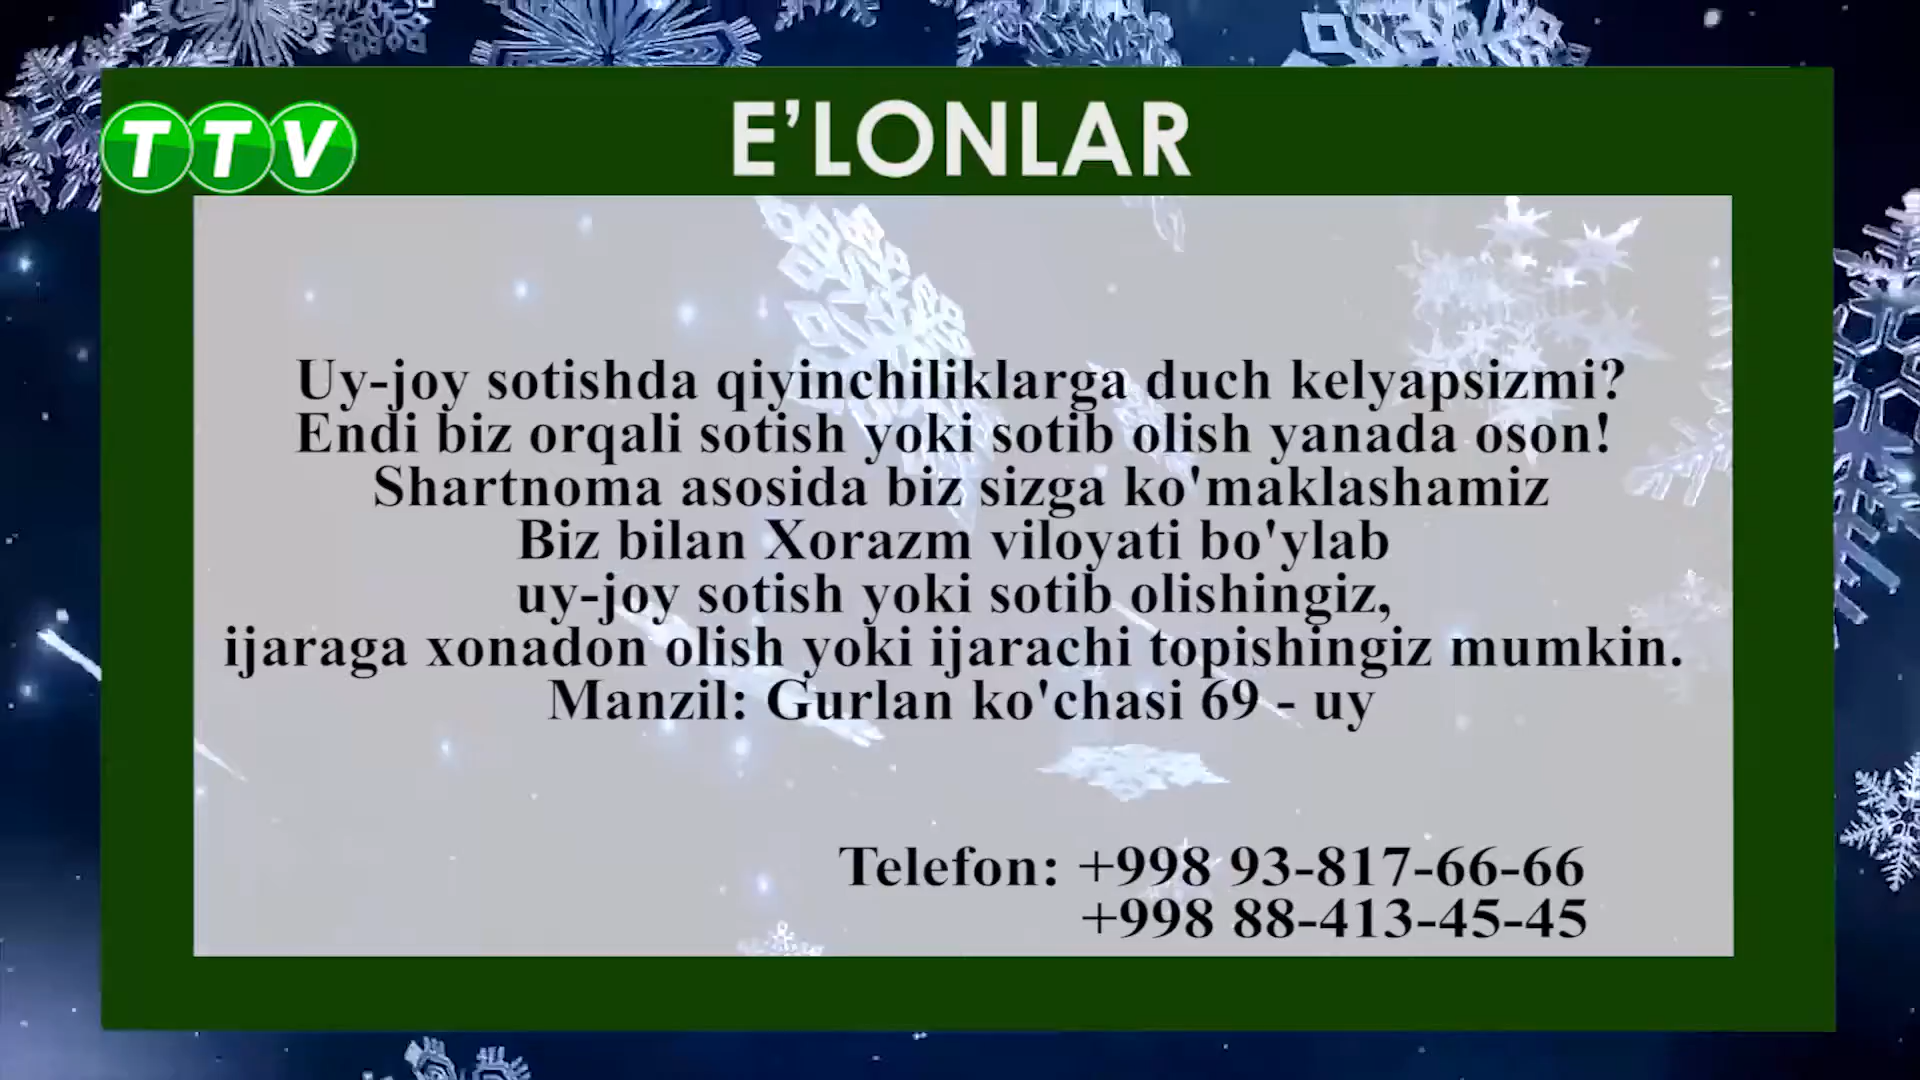 TTV
E’LONLAR
Uy-joy sotishda qiyinchiliklarga duch kelyapsizmi?
Endi biz orqali sotish yoki sotib olish yanada oson!
Shartnoma asosida biz sizga ko'maklashamiz
Biz bilan Xorazm viloyati bo'ylab
uy-joy sotish yoki sotib olishingiz,
ijaraga xonadon olish yoki ijarachi topishingiz mumkin.
Manzil: Gurlan ko'chasi 69 - uy
Telefon: +998 93-817-66-66
+998 88-413-45-45